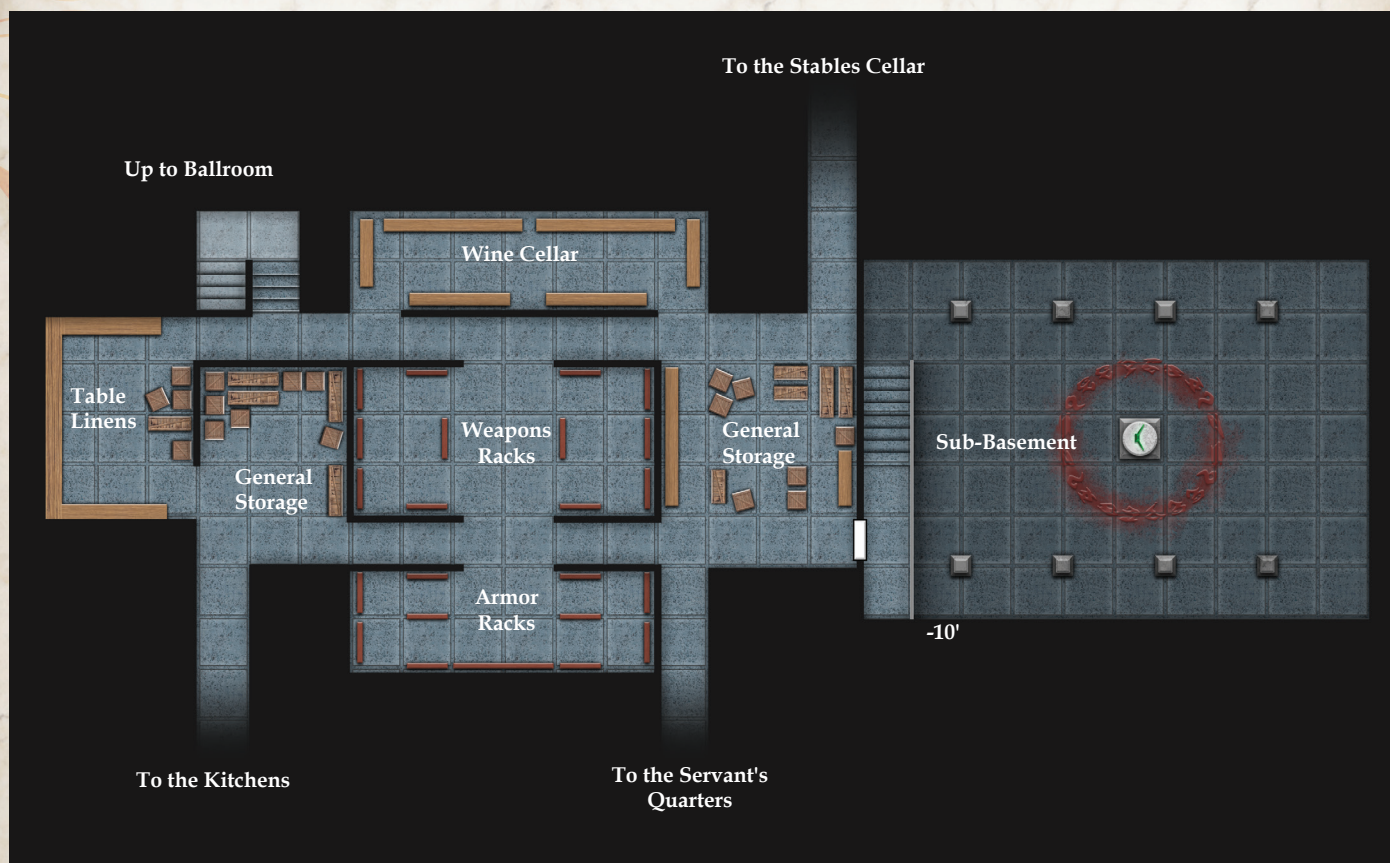 To the Stables Cellar
Up to Ballroom
Wine Cellar
Table
Linens
Weapons
Racks
General
Storage
Sub-Basement
General
Storage
Armor
Racks
-10'
To the Kitchens
To the Servant's
Quarters